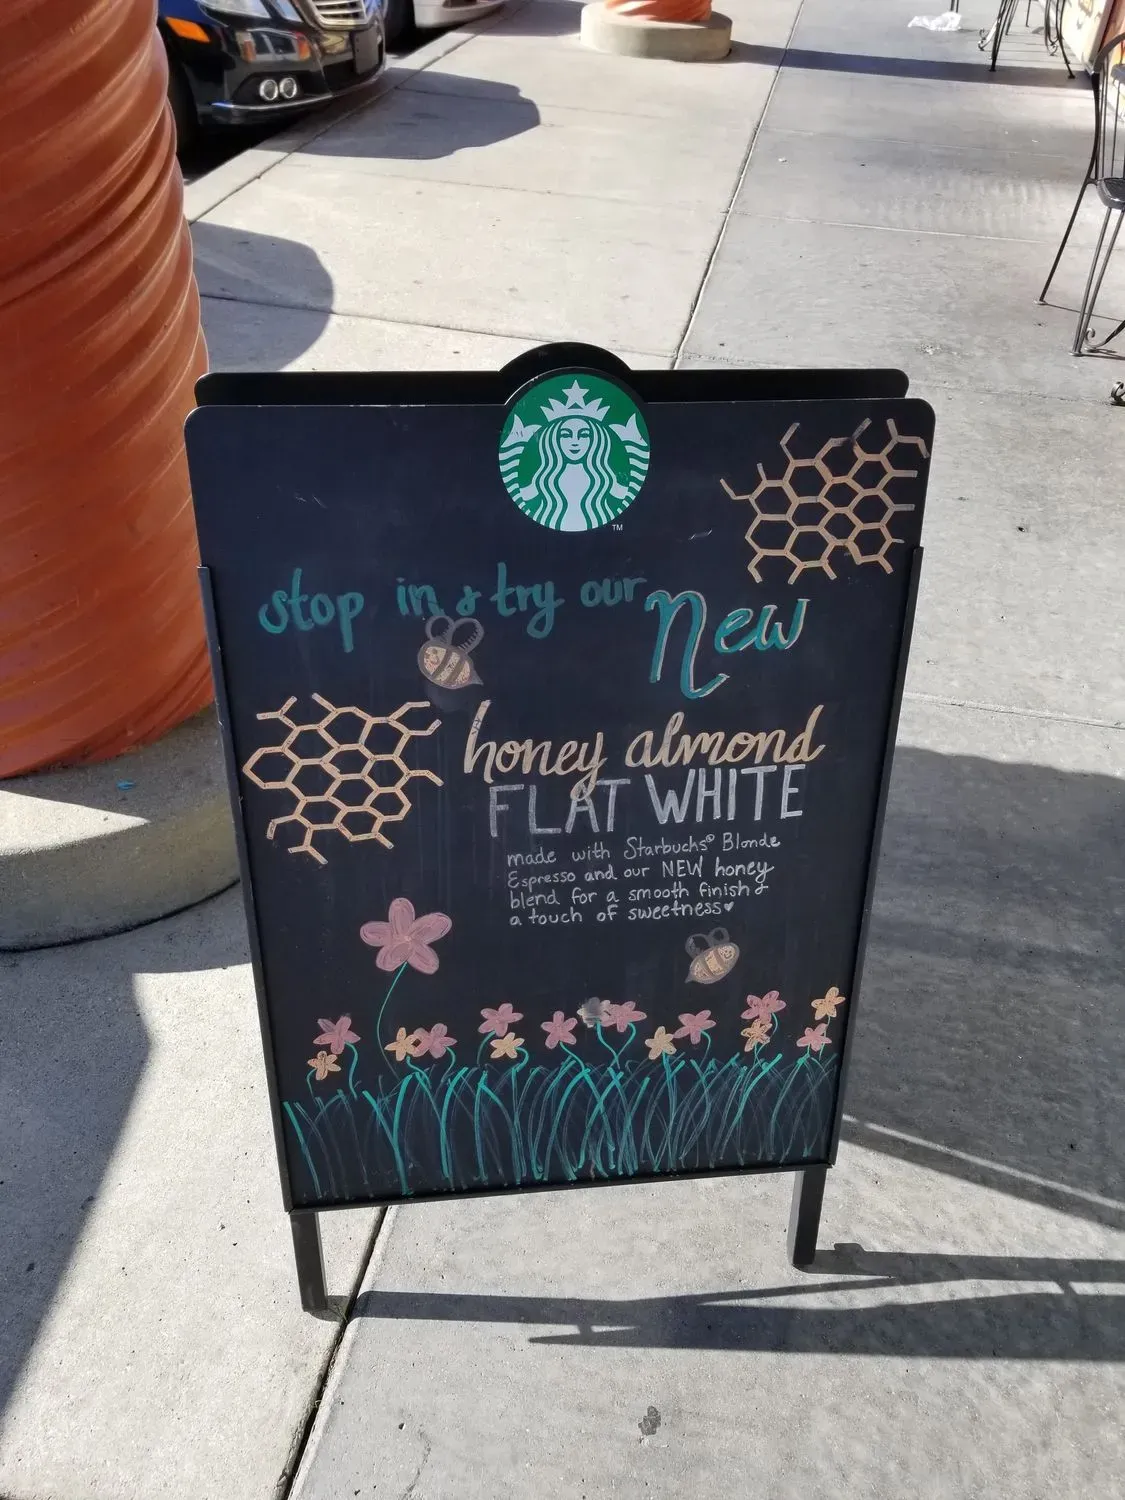 TM
stop in & try our New
honey almond
FLAT WHITE
made with Starbucks® Blonde
Espresso and our NEW honey
blend for a smooth finish &
a touch of sweetness♥